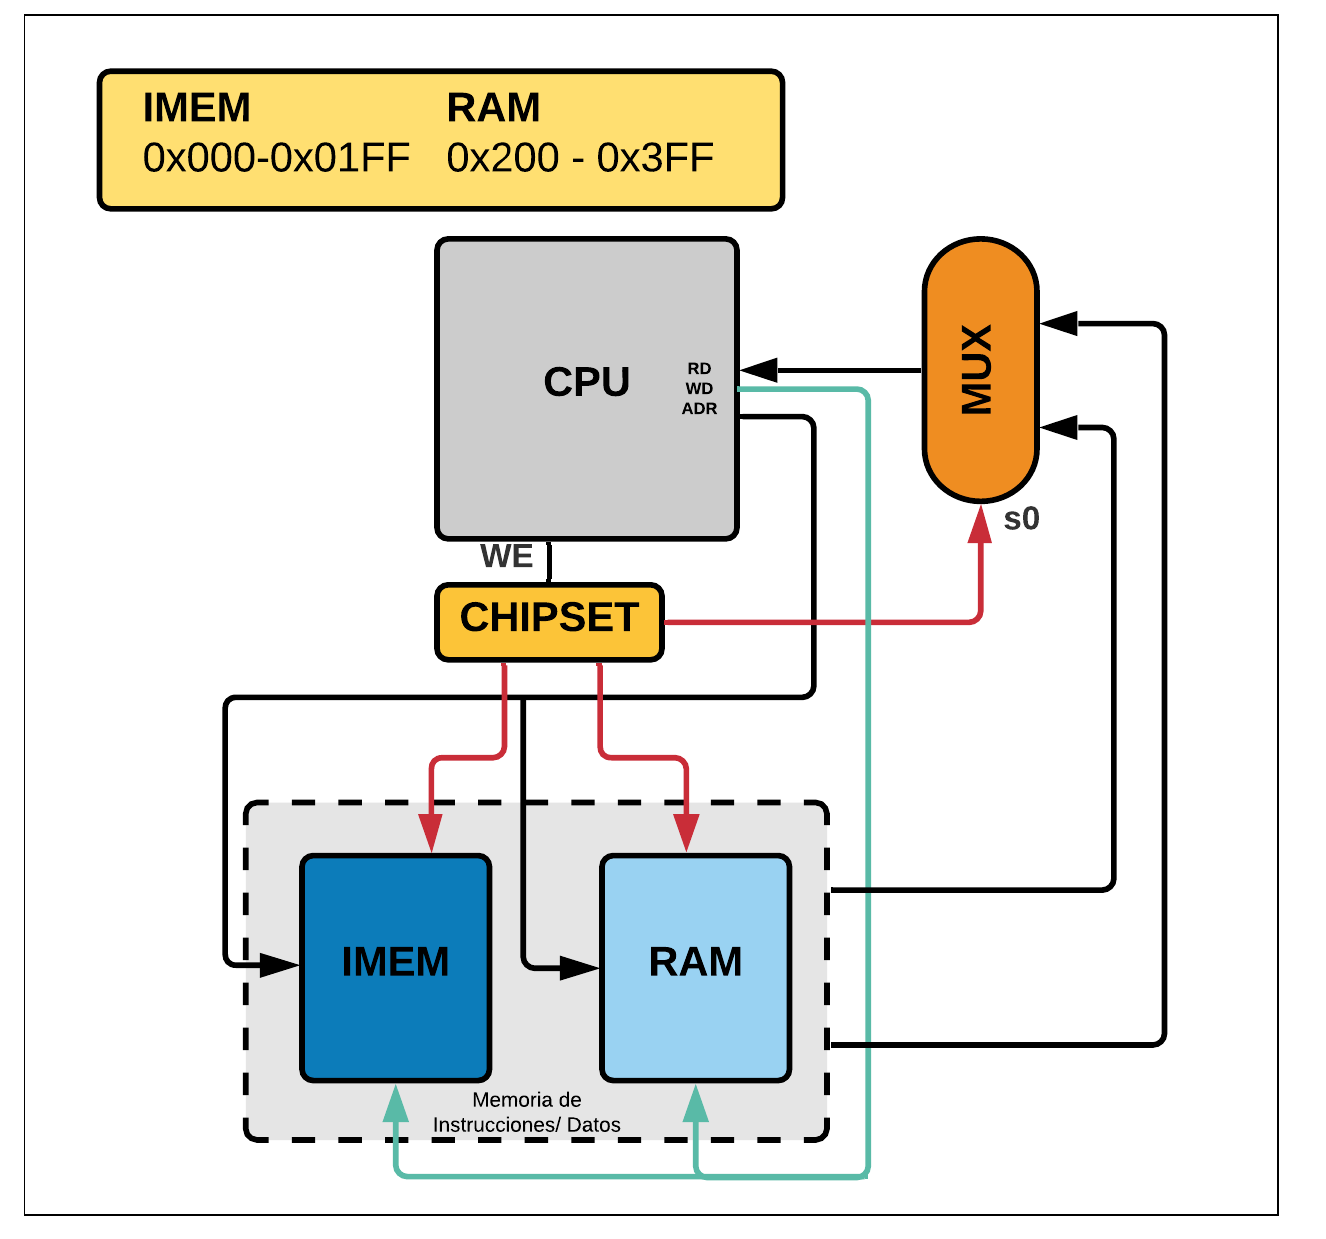 IMEM RAM
0x000-0x01FF 0x200 - 0x3FF
CPU
RD
WD
ADR
MUX
s0
WE
CHIPSET
IMEM
RAM
Memoria de
Instrucciones/ Datos